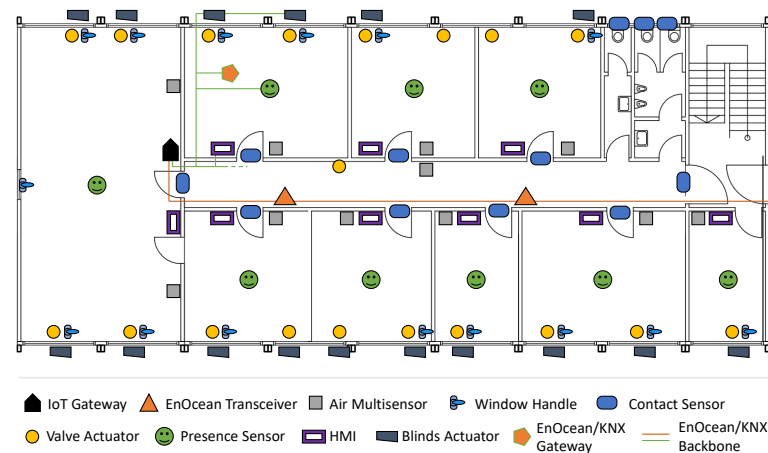 IoT Gateway EnOcean Transceiver Air Multisensor Window Handle Contact Sensor
Valve Actuator Presence Sensor HMI Blinds Actuator EnOcean/KNX Gateway EnOcean/KNX Backbone